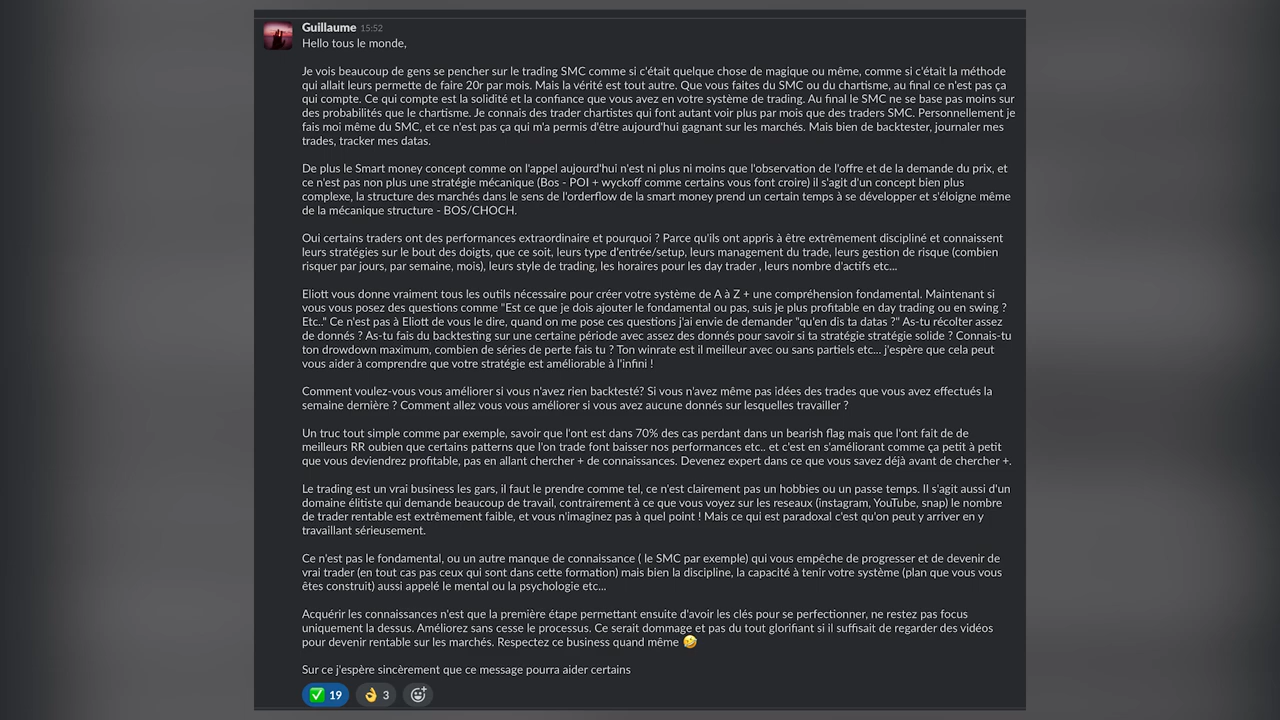 Guillaume 15:52
Hello tous le monde,
Je vois beaucoup de gens se pencher sur le trading SMC comme si c'était quelque chose de magique ou même, comme si c'était la méthode
qui allait leurs permette de faire 20r par mois. Mais la vérité est tout autre. Que vous faites du SMC ou du chartisme, au final ce n'est pas ça
qui compte. Ce qui compte est la solidité et la confiance que vous avez en votre système de trading. Au final le SMC ne se base pas moins sur
des probabilités que le chartisme. Je connais des trader chartistes qui font autant voir plus par mois que des traders SMC. Personnellement je
fais moi même du SMC, et ce n'est pas ça qui m'a permis d'être aujourd'hui gagnant sur les marchés. Mais bien de backtester, journaler mes
trades, tracker mes datas.
De plus le Smart money concept comme on l'appel aujourd'hui n'est ni plus ni moins que l'observation de l'offre et de la demande du prix, et
ce n'est pas non plus une stratégie mécanique (Bos - POI + wyckoff comme certains vous font croire) il s'agit d'un concept bien plus
complexe, la structure des marchés dans le sens de l'orderflow de la smart money prend un certain temps à se développer et s'éloigne même
de la mécanique structure - BOS/CHOCH.
Oui certains traders ont des performances extraordinaire et pourquoi ? Parce qu'ils ont appris à être extrêmement discipliné et connaissent
leurs stratégies sur le bout des doigts, que ce soit, leurs type d'entrée/setup, leurs management du trade, leurs gestion de risque (combien
risquer par jours, par semaine, mois), leurs style de trading, les horaires pour les day trader , leurs nombre d'actifs etc...
Eliott vous donne vraiment tous les outils nécessaire pour créer votre système de A à Z + une compréhension fondamental. Maintenant si
vous vous posez des questions comme "Est ce que je dois ajouter le fondamental ou pas, suis je plus profitable en day trading ou en swing ?
Etc.." Ce n'est pas à Eliott de vous le dire, quand on me pose ces questions j'ai envie de demander "qu'en dis ta datas ?" As-tu récolter assez
de donnés ? As-tu fais du backtesting sur une certaine période avec assez des donnés pour savoir si ta stratégie stratégie solide ? Connais-tu
ton drowdown maximum, combien de séries de perte fais tu ? Ton winrate est il meilleur avec ou sans partiels etc... j'espère que cela peut
vous aider à comprendre que votre stratégie est améliorable à l'infini !
Comment voulez-vous vous améliorer si vous n'avez rien backtesté? Si vous n'avez même pas idées des trades que vous avez effectués la
semaine dernière ? Comment allez vous vous améliorer si vous avez aucune donnés sur lesquelles travailler ?
Un truc tout simple comme par exemple, savoir que l'ont est dans 70% des cas perdant dans un bearish flag mais que l'ont fait de de
meilleurs RR oubien que certains patterns que l'on trade font baisser nos performances etc.. et c'est en s'améliorant comme ça petit à petit
que vous deviendrez profitable, pas en allant chercher + de connaissances. Devenez expert dans ce que vous savez déjà avant de chercher +.
Le trading est un vrai business les gars, il faut le prendre comme tel, ce n'est clairement pas un hobbies ou un passe temps. Il s'agit aussi d'un
domaine élitiste qui demande beaucoup de travail, contrairement à ce que vous voyez sur les reseaux (instagram, YouTube, snap) le nombre
de trader rentable est extrêmement faible, et vous n'imaginez pas à quel point ! Mais ce qui est paradoxal c'est qu'on peut y arriver en y
travaillant sérieusement.
Ce n'est pas le fondamental, ou un autre manque de connaissance ( le SMC par exemple) qui vous empêche de progresser et de devenir de
vrai trader (en tout cas pas ceux qui sont dans cette formation) mais bien la discipline, la capacité à tenir votre système (plan que vous vous
êtes construit) aussi appelé le mental ou la psychologie etc...
Acquérir les connaissances n'est que la première étape permettant ensuite d'avoir les clés pour se perfectionner, ne restez pas focus
uniquement la dessus. Améliorez sans cesse le processus. Ce serait dommage et pas du tout glorifiant si il suffisait de regarder des vidéos
pour devenir rentable sur les marchés. Respectez ce business quand même 🤣
Sur ce j'espère sincèrement que ce message pourra aider certains
✅ 19 👌 3